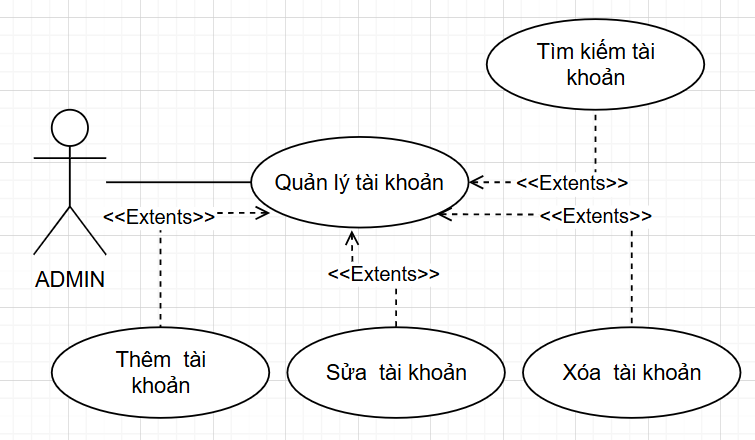 Tìm kiếm tài
khoản
Quản lý tài khoản
<<Extents>>
<<Extents>>
<<Extents>>
<<Extents>>
ADMIN
Thêm tài
khoản
Sửa tài khoản
Xóa tài khoản